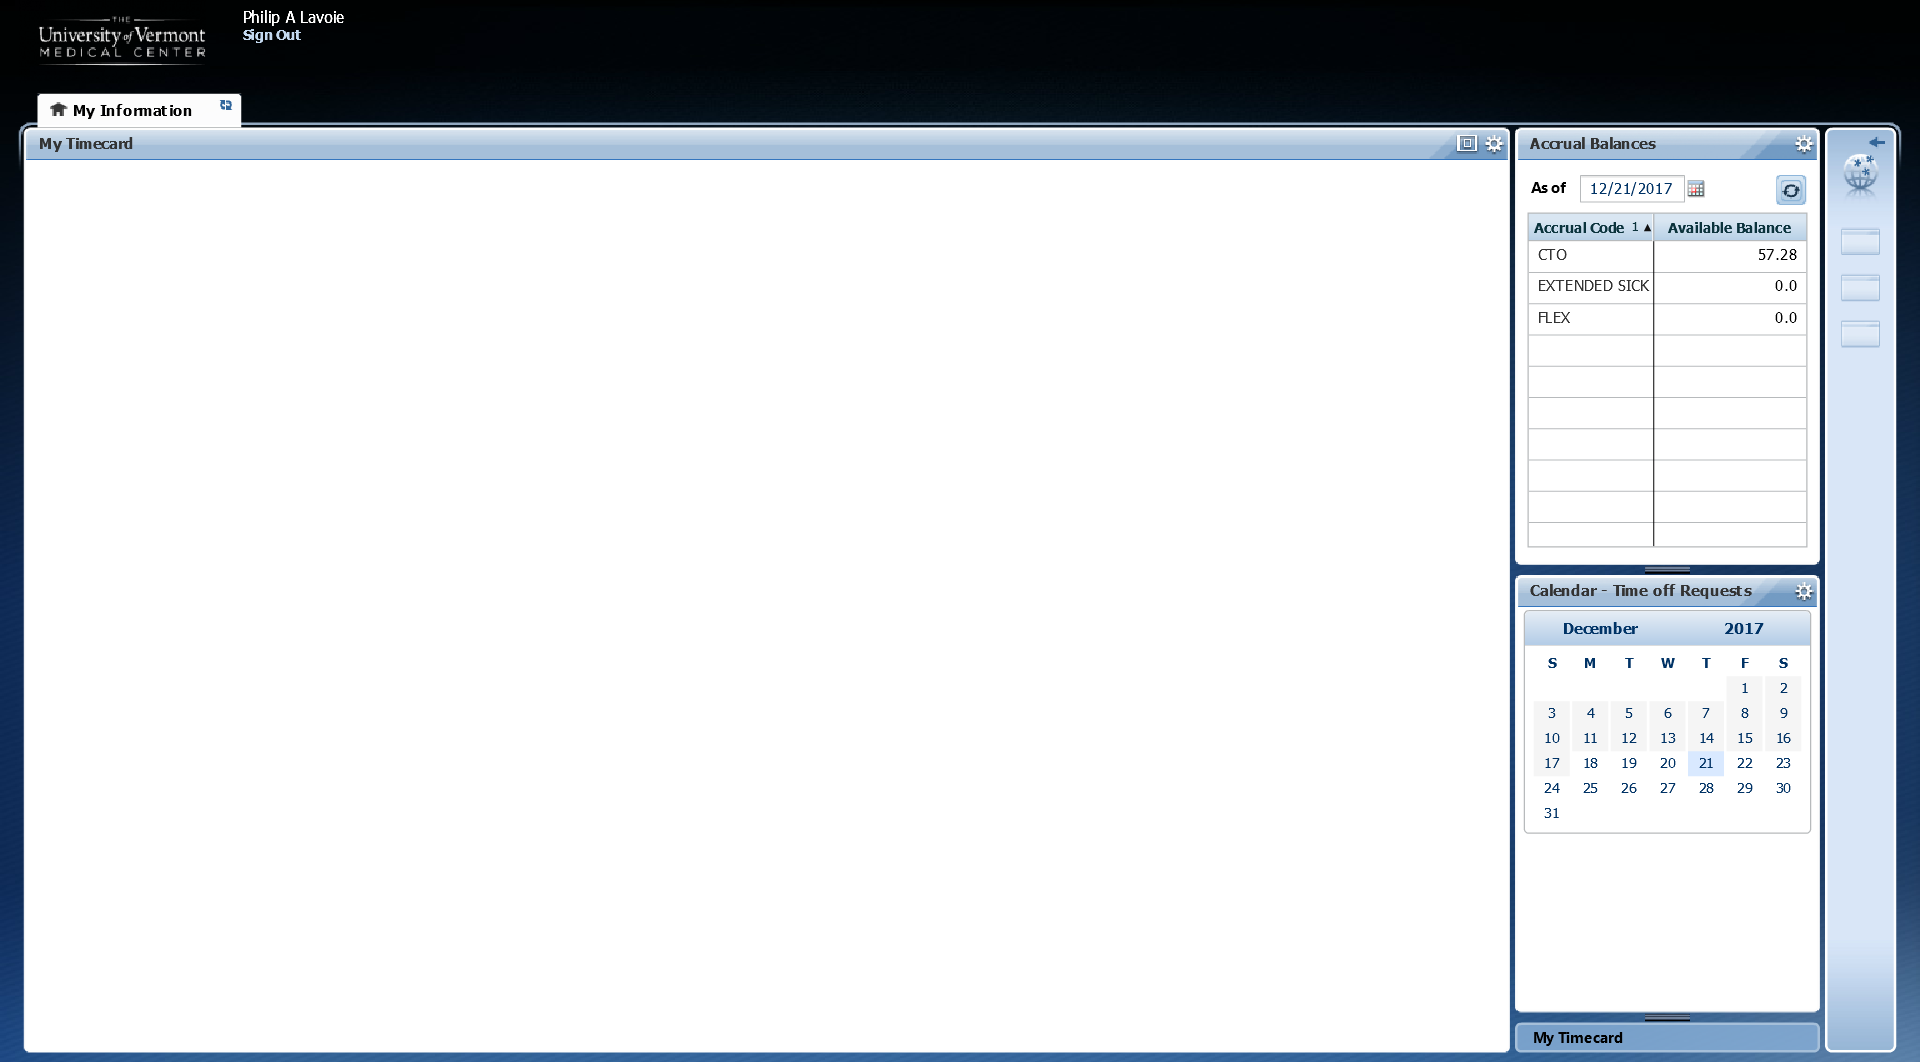 THE
University of Vermont
MEDICAL CENTER
Philip A Lavoie
Sign Out
My Information
My Timecard
Accrual Balances
As of 12/21/2017
Accrual Code 1 ▲ Available Balance
CTO 57.28
EXTENDED SICK 0.0
FLEX 0.0
Calendar - Time off Requests
December 2017
S M T W T F S
1 2
3 4 5 6 7 8 9
10 11 12 13 14 15 16
17 18 19 20 21 22 23
24 25 26 27 28 29 30
31
My Timecard